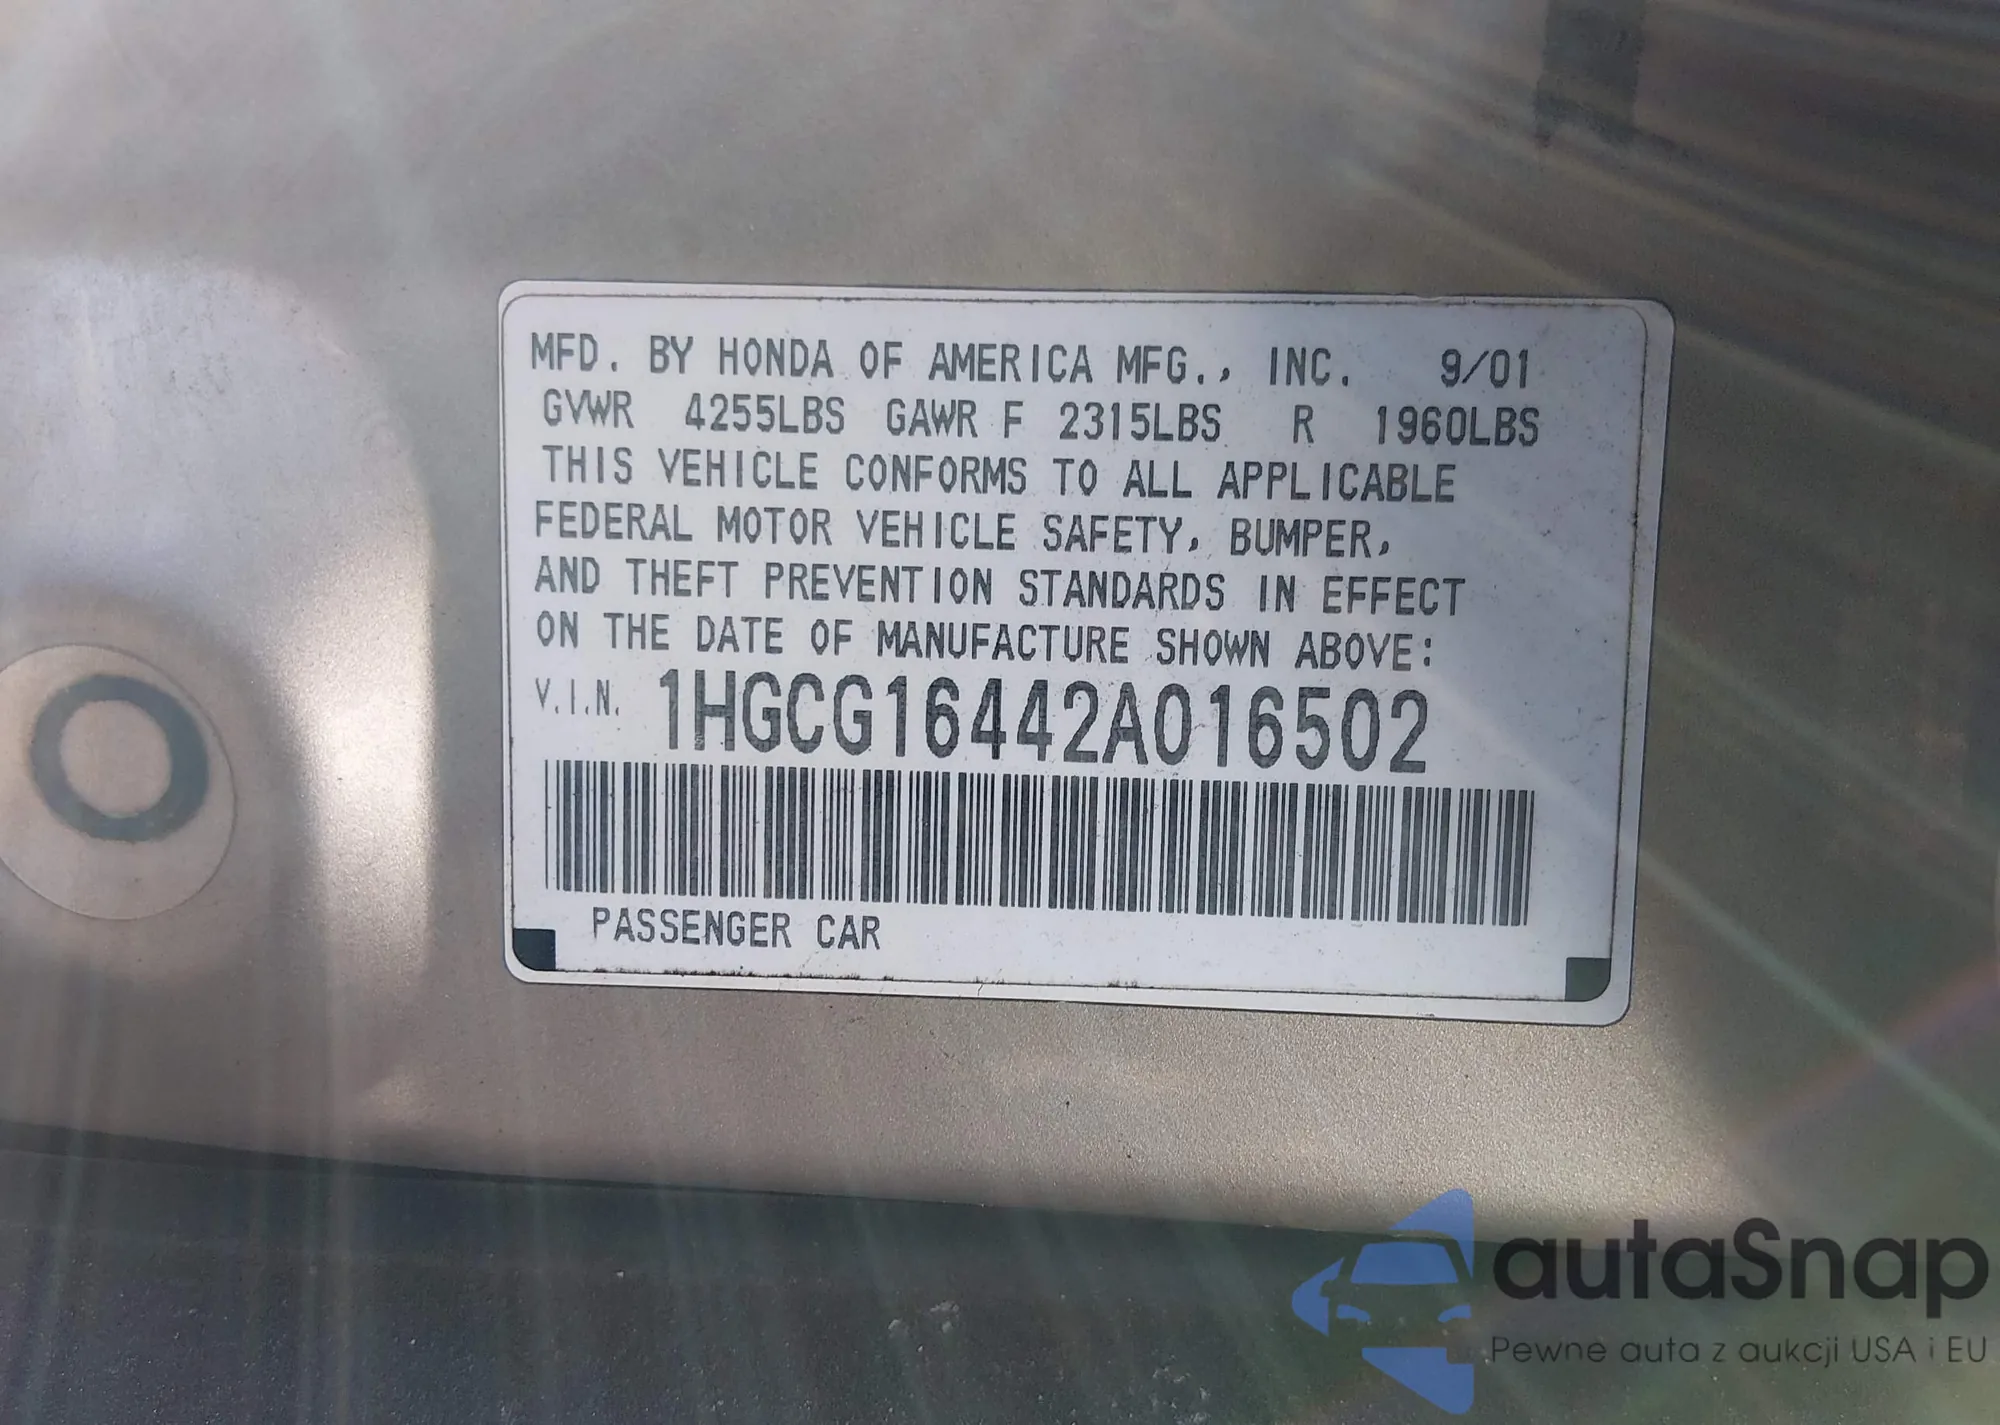 MFD. BY HONDA OF AMERICA MFG., INC. 9/01
GVWR 4255LBS GAWR F 2315LBS R 1960LBS
THIS VEHICLE CONFORMS TO ALL APPLICABLE
FEDERAL MOTOR VEHICLE SAFETY, BUMPER,
AND THEFT PREVENTION STANDARDS IN EFFECT
ON THE DATE OF MANUFACTURE SHOWN ABOVE:
V.I.N. 1HGCG16442A016502
PASSENGER CAR
autaSnap
Pewne auta z aukcji USA i EU